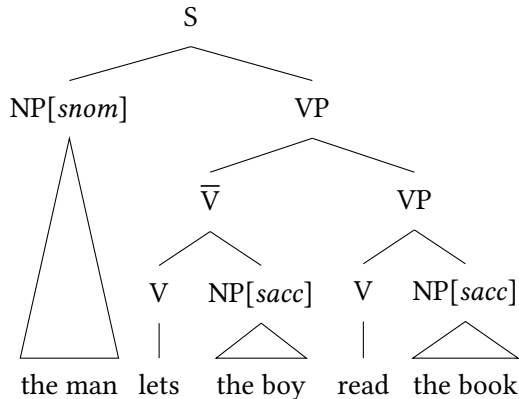 S
NP[snom] VP
V̅ VP
V NP[sacc] V NP[sacc]
the man lets the boy read the book